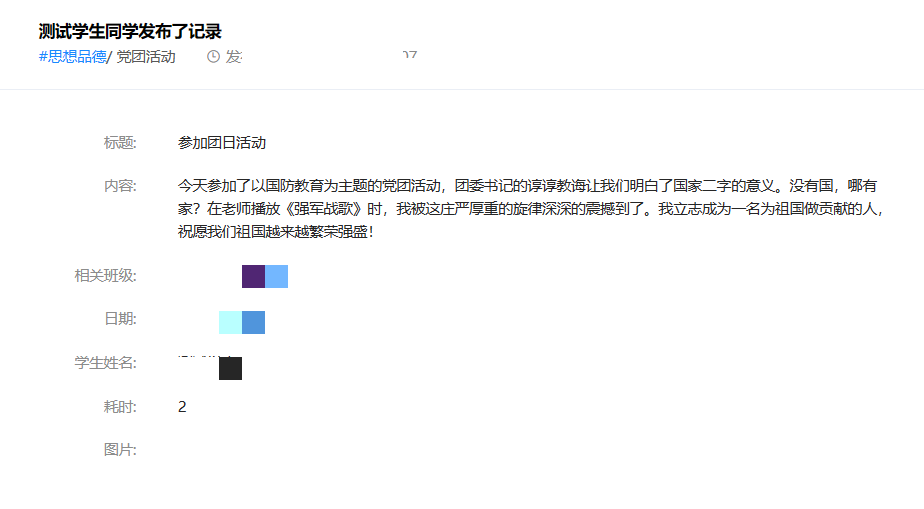 测试学生同学发布了记录
#思想品德/ 党团活动 发
标题: 参加团日活动
内容: 今天参加了以国防教育为主题的党团活动，团委书记的谆谆教诲让我们明白了国家二字的意义。没有国，哪有
家？在老师播放《强军战歌》时，我被这庄严厚重的旋律深深的震撼到了。我立志成为一名为祖国做贡献的人，
祝愿我们祖国越来越繁荣强盛！
相关班级:
日期:
学生姓名:
耗时: 2
图片: